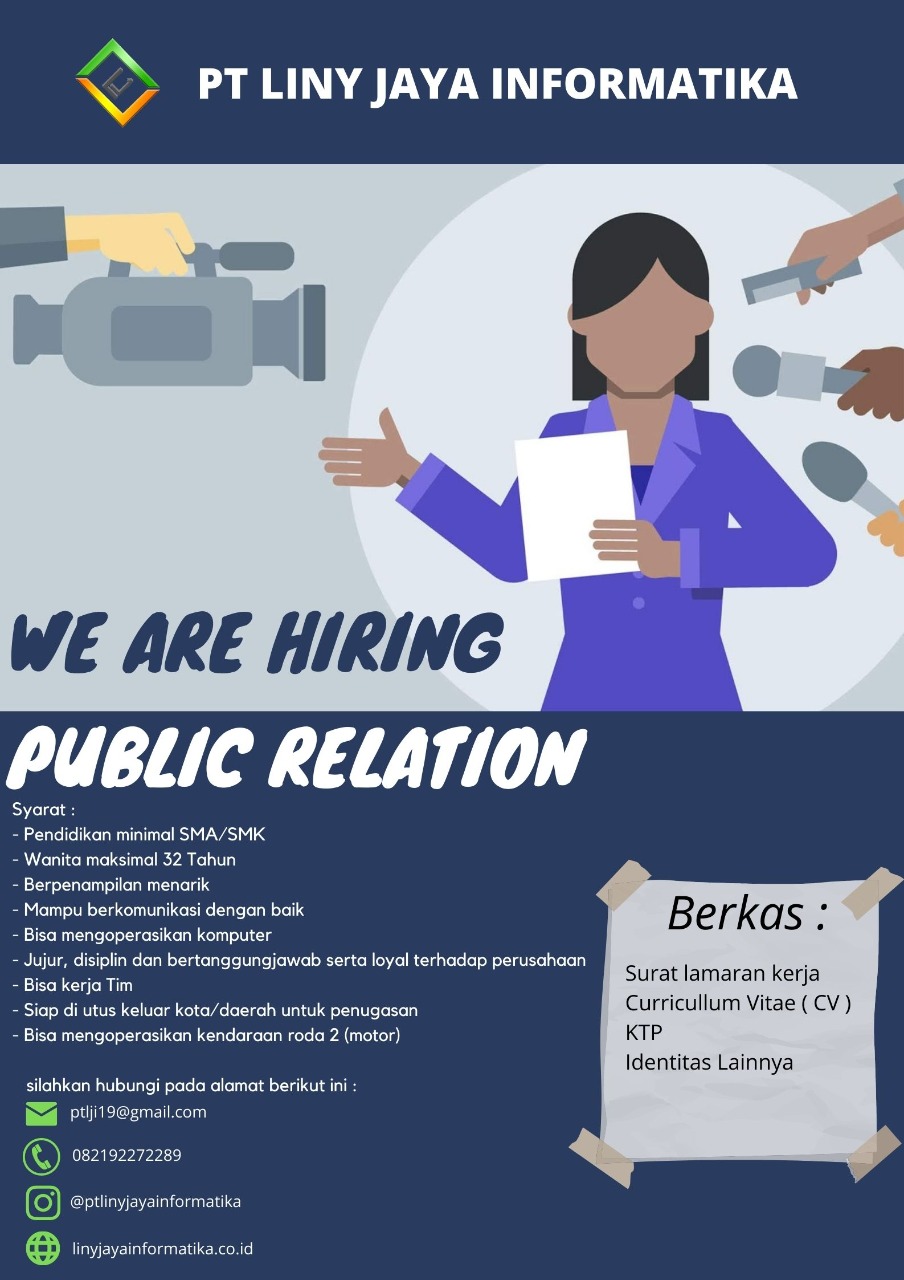 PT LINY JAYA INFORMATIKA
WE ARE HIRING
PUBLIC RELATION
Syarat :
- Pendidikan minimal SMA/SMK
- Wanita maksimal 32 Tahun
- Berpenampilan menarik
- Mampu berkomunikasi dengan baik
- Bisa mengoperasikan komputer
- Jujur, disiplin dan bertanggungjawab serta loyal terhadap perusahaan
- Bisa kerja Tim
- Siap di utus keluar kota/daerah untuk penugasan
- Bisa mengoperasikan kendaraan roda 2 (motor)
Berkas :
Surat lamaran kerja
Curricullum Vitae ( CV )
KTP
Identitas Lainnya
silahkan hubungi pada alamat berikut ini :
ptlji19@gmail.com
082192272289
@ptlinyjayainformatika
linyjayainformatika.co.id